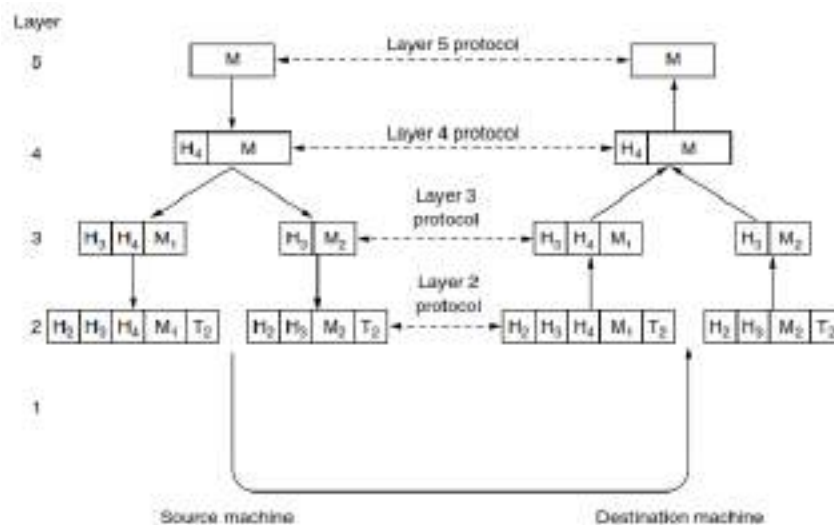 Layer
5 M Layer 5 protocol M
4 H₄ M Layer 4 protocol H₄ M
Layer 3
protocol
3 H₃ H₄ M₁ H₃ M₂ H₃ H₄ M₁ H₃ M₂
Layer 2
protocol
2 H₂ H₃ H₄ M₁ T₂ H₂ H₃ M₂ T₂ H₂ H₃ H₄ M₁ T₂ H₂ H₃ M₂ T₂
1
Source machine Destination machine